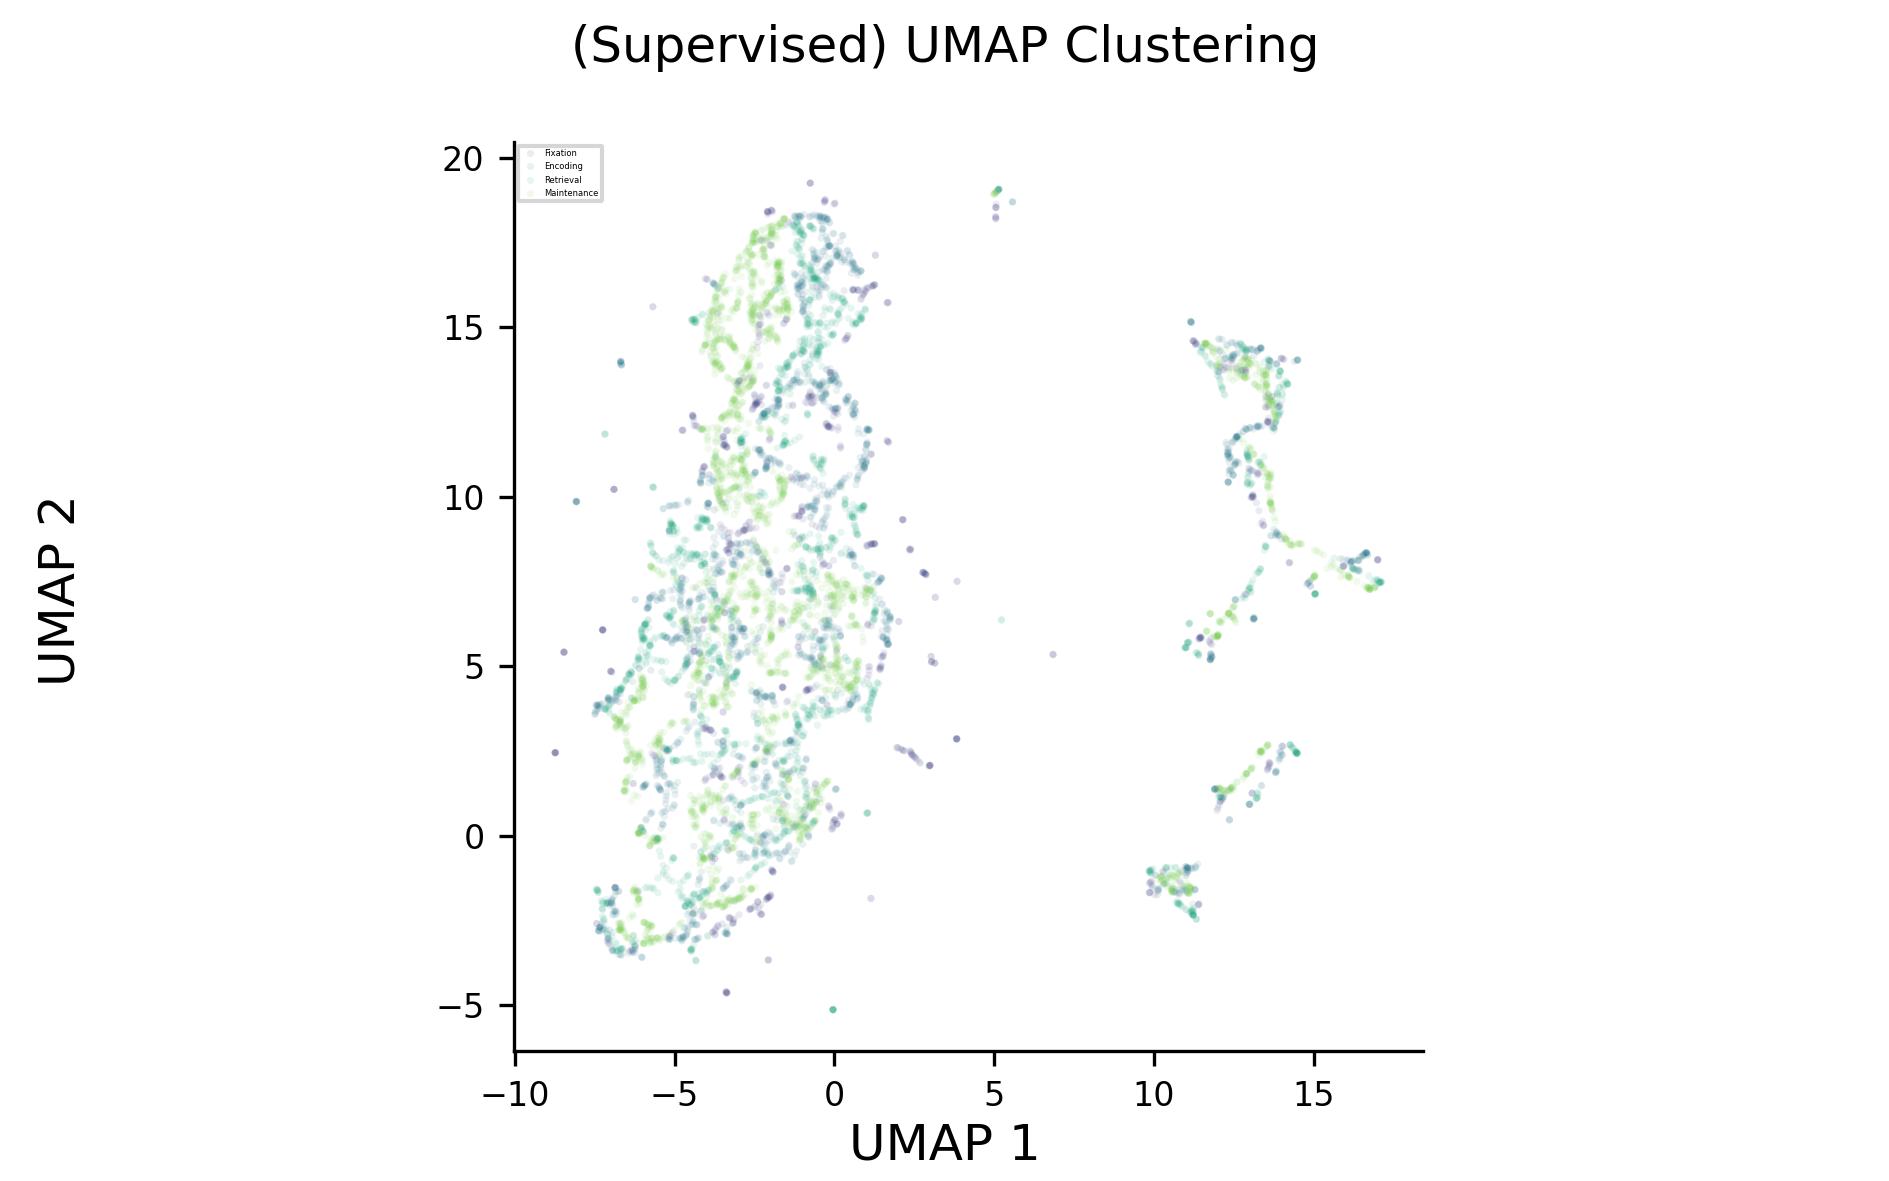 (Supervised) UMAP Clustering
Fixation
Encoding
Retrieval
Maintenance
20
15
10
5
0
−5
UMAP 2
−10
−5
0
5
10
15
UMAP 1